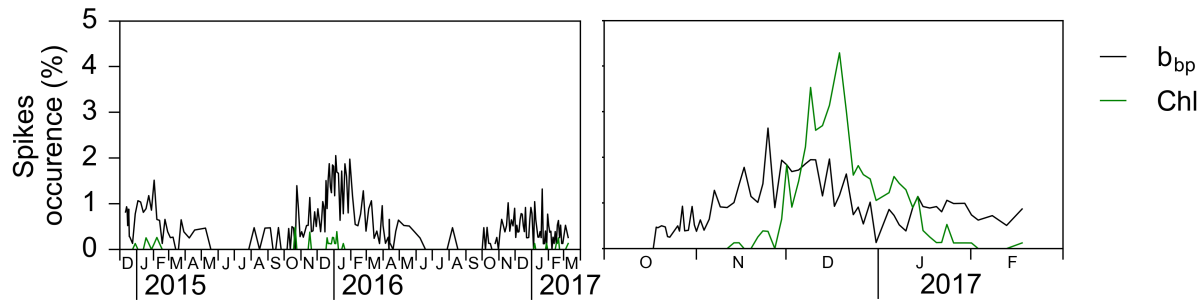 5
4
3
2
1
0
Spikes
occurence (%)
D J F M A M J J A S O N D J F M A M J J A S O N D J F M
2015 2016 2017
O N D J F
2017
b_bp
Chl